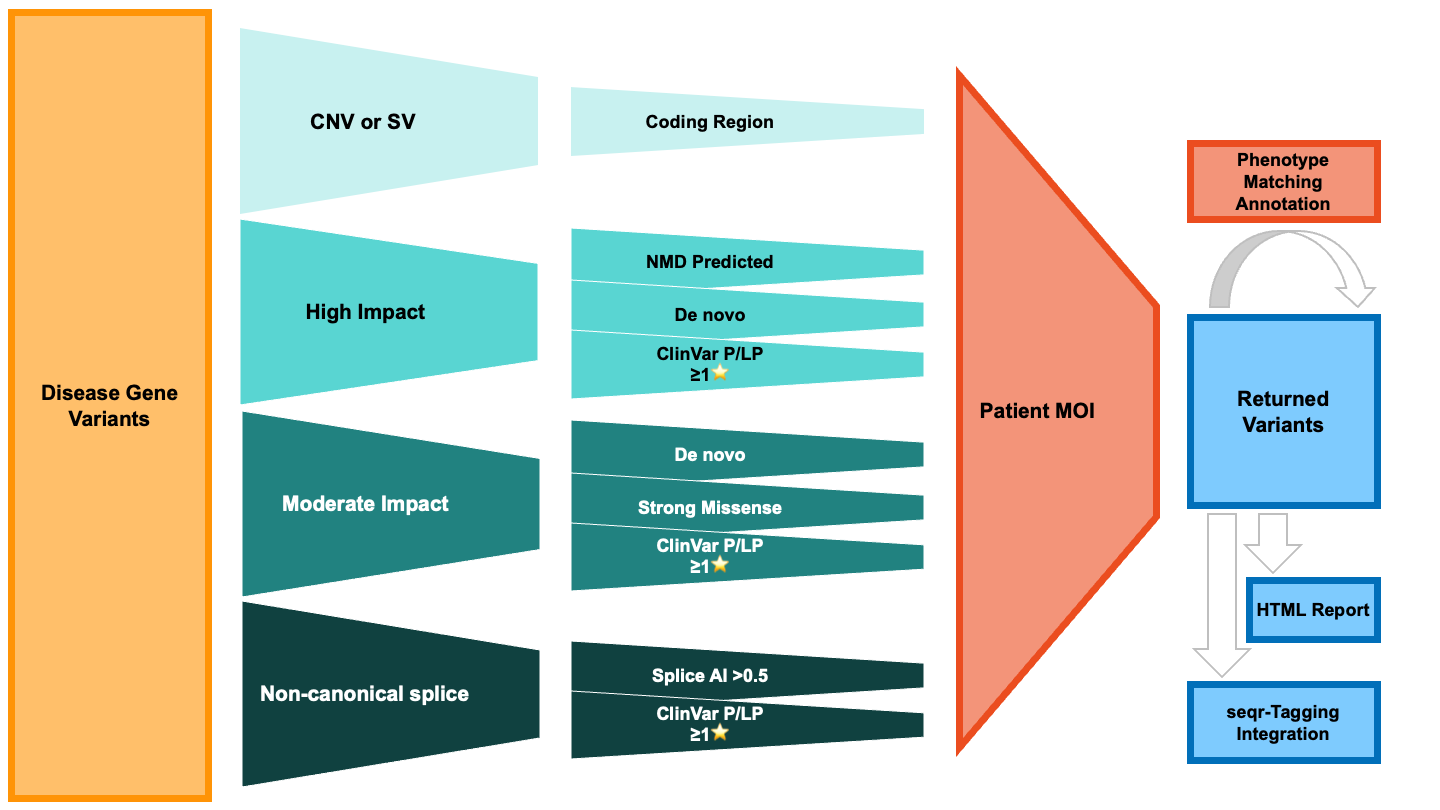 Disease Gene
Variants
CNV or SV
Coding Region
High Impact
NMD Predicted
De novo
ClinVar P/LP
≥1⭐
Moderate Impact
De novo
Strong Missense
ClinVar P/LP
≥1⭐
Non-canonical splice
Splice AI >0.5
ClinVar P/LP
≥1⭐
Patient MOI
Phenotype
Matching
Annotation
Returned
Variants
HTML Report
seqr-Tagging
Integration